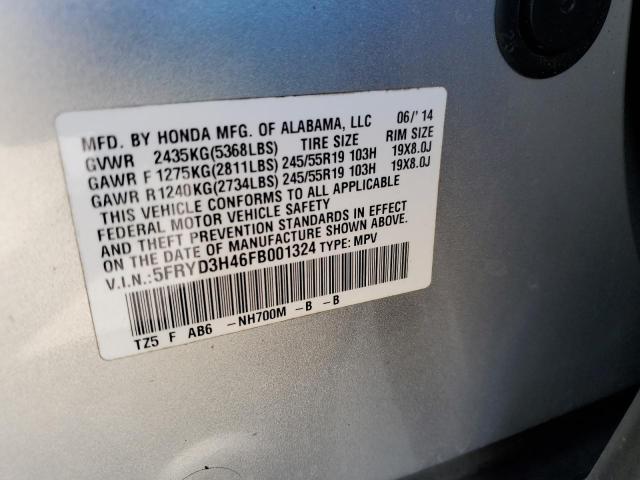 MFD. BY HONDA MFG. OF ALABAMA, LLC 06/'14
GVWR 2435KG(5368LBS) TIRE SIZE RIM SIZE
GAWR F 1275KG(2811LBS) 245/55R19 103H 19X8.0J
GAWR R1240KG(2734LBS) 245/55R19 103H 19X8.0J
THIS VEHICLE CONFORMS TO ALL APPLICABLE
FEDERAL MOTOR VEHICLE SAFETY
AND THEFT PREVENTION STANDARDS IN EFFECT
ON THE DATE OF MANUFACTURE SHOWN ABOVE.
V.I.N.:5FRYD3H46FB001324 TYPE: MPV
TZ5 F AB6 -NH700M -B -B